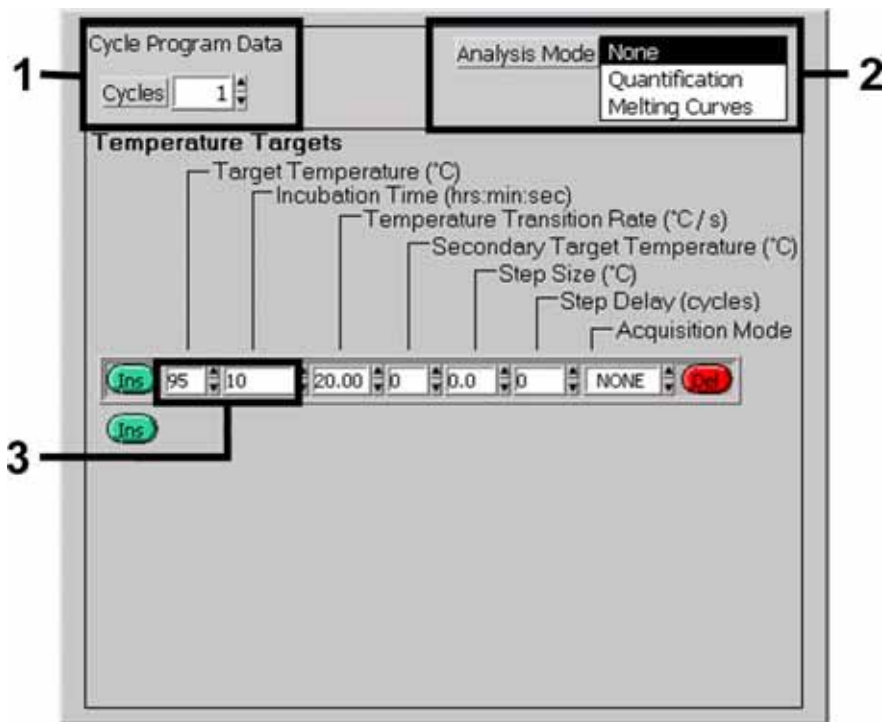 Cycle Program Data
1
Cycles 1
Analysis Mode None
Quantification
Melting Curves
2
Temperature Targets
Target Temperature (°C)
Incubation Time (hrs:min:sec)
Temperature Transition Rate (°C / s)
Secondary Target Temperature (°C)
Step Size (°C)
Step Delay (cycles)
Acquisition Mode
Ins 95 10 20.00 0 0.0 0 NONE Del
Ins
3